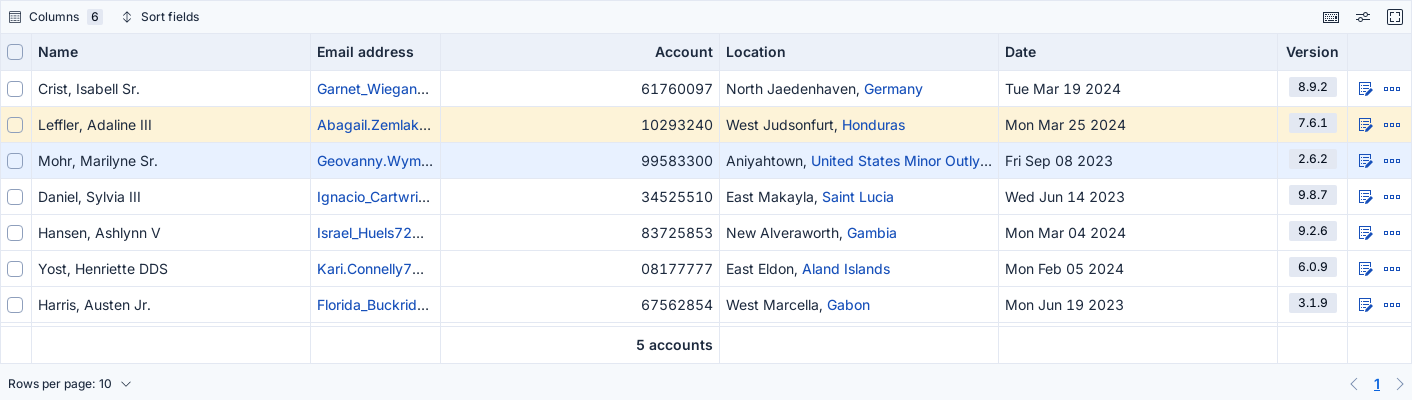 Columns 6 Sort fields
Name Email address Account Location Date Version
Crist, Isabell Sr. Garnet_Wiegan... 61760097 North Jaedenhaven, Germany Tue Mar 19 2024 8.9.2
Leffler, Adaline III Abagail.Zemlak... 10293240 West Judsonfurt, Honduras Mon Mar 25 2024 7.6.1
Mohr, Marilyne Sr. Geovanny.Wym... 99583300 Aniyahtown, United States Minor Outly... Fri Sep 08 2023 2.6.2
Daniel, Sylvia III Ignacio_Cartwri... 34525510 East Makayla, Saint Lucia Wed Jun 14 2023 9.8.7
Hansen, Ashlynn V Israel_Huels72... 83725853 New Alveraworth, Gambia Mon Mar 04 2024 9.2.6
Yost, Henriette DDS Kari.Connelly7... 08177777 East Eldon, Aland Islands Mon Feb 05 2024 6.0.9
Harris, Austen Jr. Florida_Buckrid... 67562854 West Marcella, Gabon Mon Jun 19 2023 3.1.9
5 accounts
Rows per page: 10 1